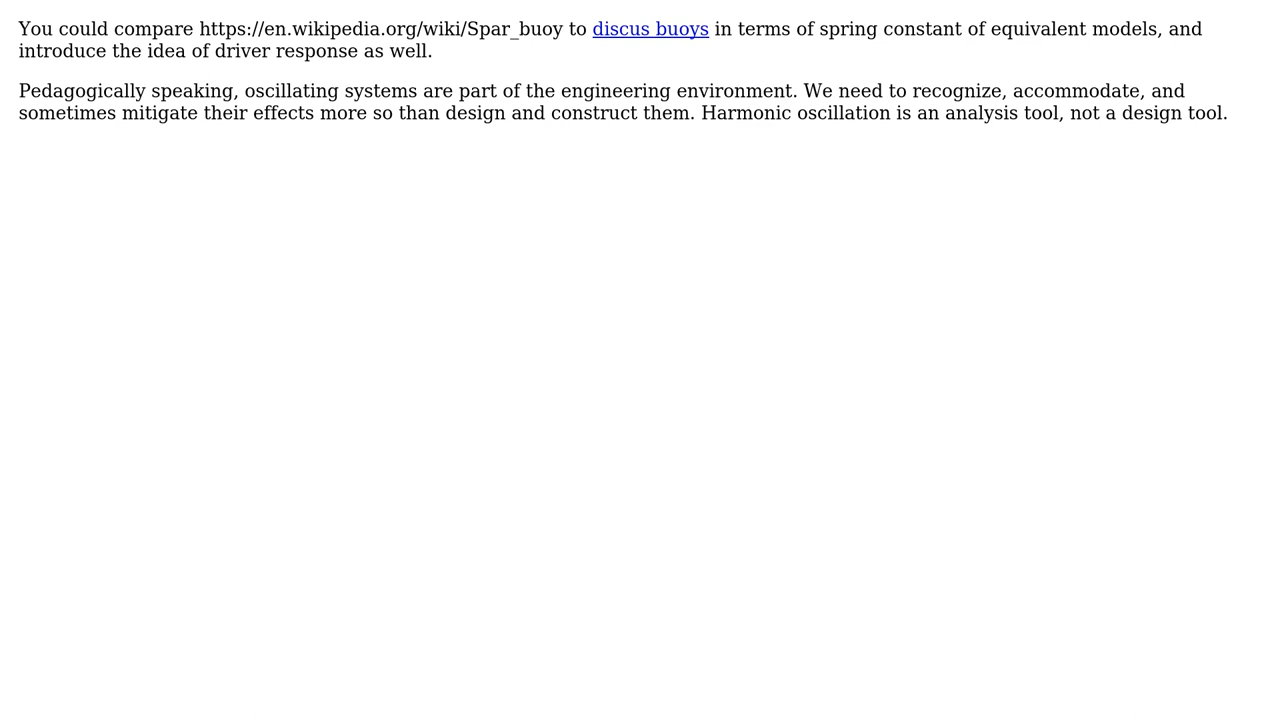 You could compare https://en.wikipedia.org/wiki/Spar_buoy to discus buoys in terms of spring constant of equivalent models, and
introduce the idea of driver response as well.
Pedagogically speaking, oscillating systems are part of the engineering environment. We need to recognize, accommodate, and
sometimes mitigate their effects more so than design and construct them. Harmonic oscillation is an analysis tool, not a design tool.